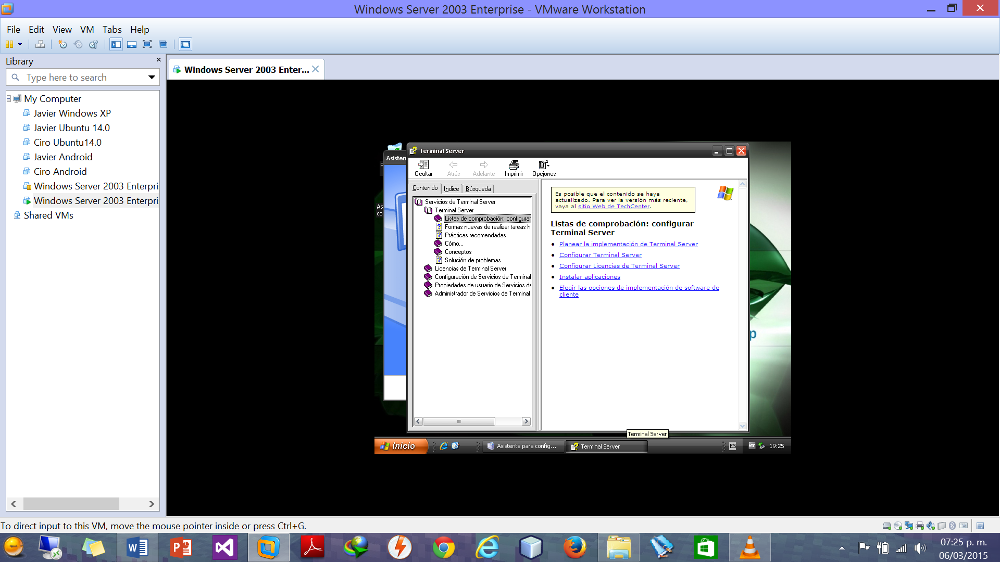 Windows Server 2003 Enterprise - VMware Workstation
File Edit View VM Tabs Help
Library
Type here to search
My Computer
Javier Windows XP
Javier Ubuntu 14.0
Ciro Ubuntu14.0
Javier Android
Ciro Android
Windows Server 2003 Enterpri
Windows Server 2003 Enterpri
Shared VMs
Windows Server 2003 Enter...
Asisten
As
co
Terminal Server
Ocultar Atrás Adelante Imprimir Opciones
Contenido Índice Búsqueda
Servicios de Terminal Server
Terminal Server
Listas de comprobación: configurar
Formas nuevas de realizar tareas h
Prácticas recomendadas
Cómo...
Conceptos
Solución de problemas
Licencias de Terminal Server
Configuración de Servicios de Terminal
Propiedades de usuario de Servicios de
Administrador de Servicios de Terminal
Es posible que el contenido se haya
actualizado. Para ver la versión más reciente,
vaya al sitio Web de TechCenter.
Listas de comprobación: configurar
Terminal Server
Planear la implementación de Terminal Server
Configurar Terminal Server
Configurar Licencias de Terminal Server
Instalar aplicaciones
Elegir las opciones de implementación de software de
cliente
p
Terminal Server
Inicio
Asistente para config...
Terminal Server
ES
vm
19:25
To direct input to this VM, move the mouse pointer inside or press Ctrl+G.
07:25 p. m.
06/03/2015